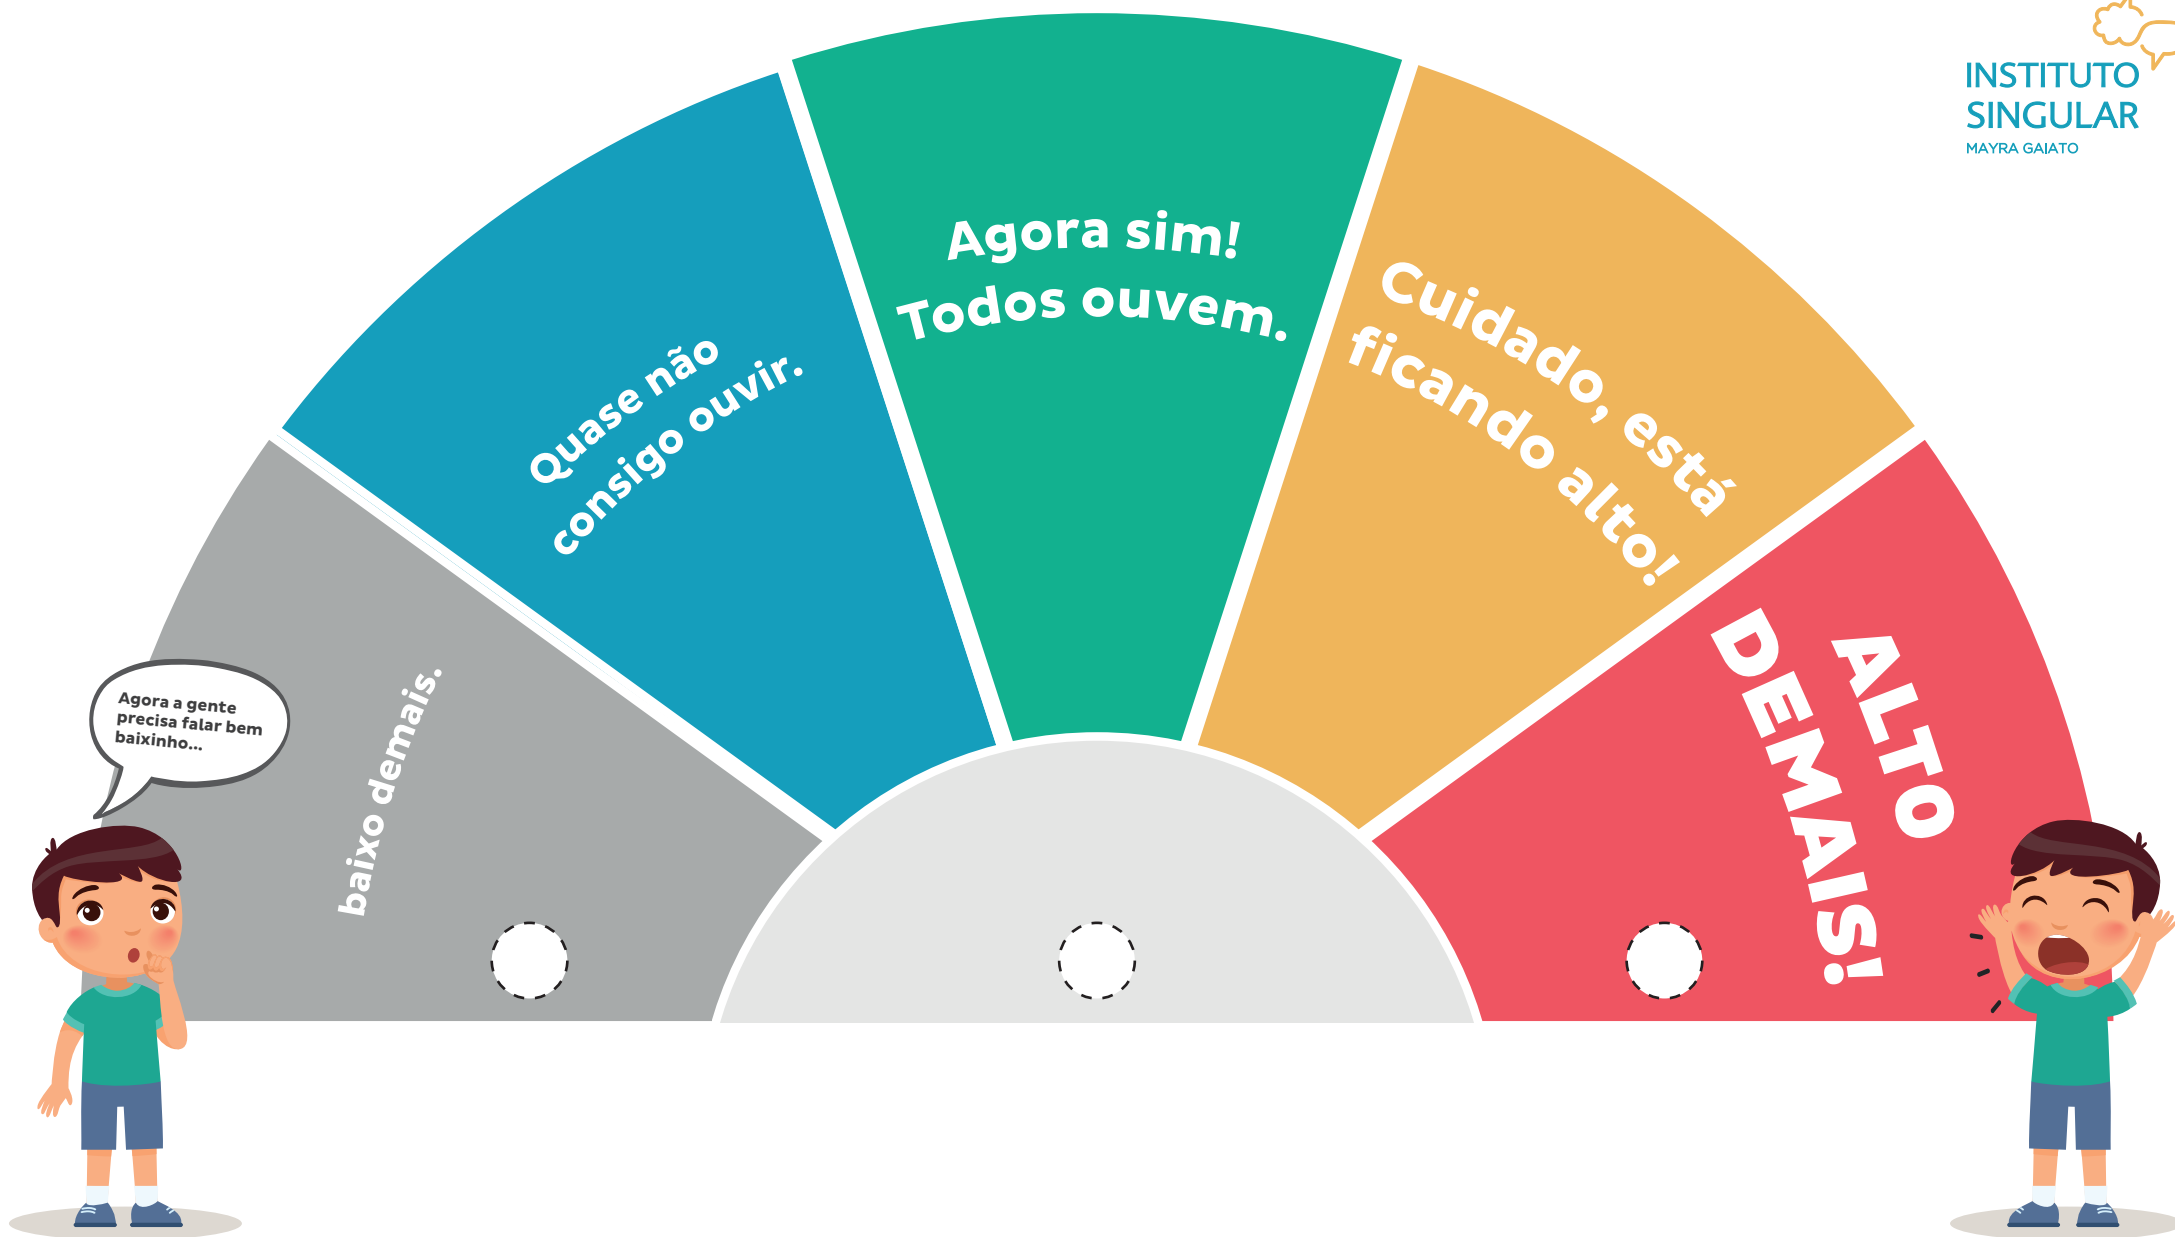 INSTITUTO
SINGULAR
MAYRA GAIATO
Agora a gente
precisa falar bem
baixinho...
baixo demais.
Quase não
consigo ouvir.
Agora sim!
Todos ouvem.
Cuidado, está
ficando alto!
ALTO
DEMAIS!